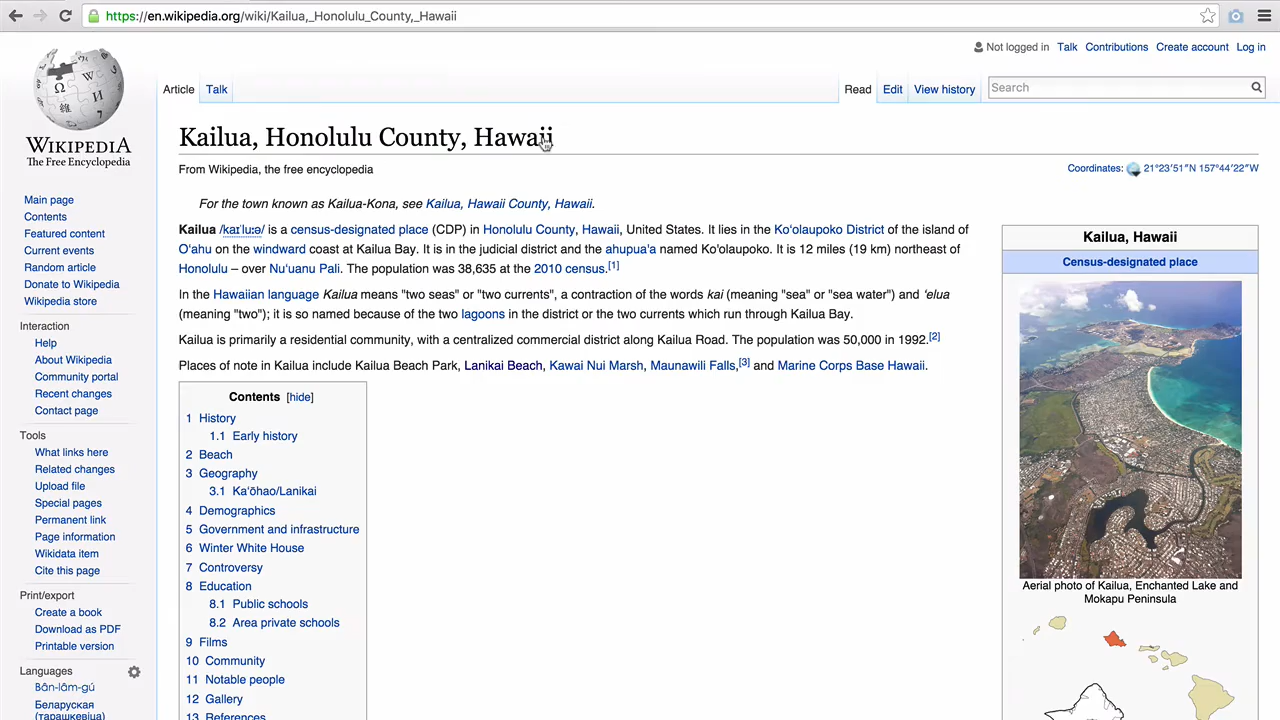 https://en.wikipedia.org/wiki/Kailua,_Honolulu_County,_Hawaii
Not logged in Talk Contributions Create account Log in
Article Talk Read Edit View history Search
WIKIPEDIA
The Free Encyclopedia
Main page
Contents
Featured content
Current events
Random article
Donate to Wikipedia
Wikipedia store
Interaction
Help
About Wikipedia
Community portal
Recent changes
Contact page
Tools
What links here
Related changes
Upload file
Special pages
Permanent link
Page information
Wikidata item
Cite this page
Print/export
Create a book
Download as PDF
Printable version
Languages
Bân-lâm-gú
Беларуская
(тарашкевіца)
Kailua, Honolulu County, Hawaii
From Wikipedia, the free encyclopedia
Coordinates: 21°23′51″N 157°44′22″W
For the town known as Kailua-Kona, see Kailua, Hawaii County, Hawaii.
Kailua /kaɪˈluːə/ is a census-designated place (CDP) in Honolulu County, Hawaii, United States. It lies in the Koʻolaupoko District of the island of
Oʻahu on the windward coast at Kailua Bay. It is in the judicial district and the ahupua'a named Ko'olaupoko. It is 12 miles (19 km) northeast of
Honolulu – over Nuʻuanu Pali. The population was 38,635 at the 2010 census.[1]
In the Hawaiian language Kailua means "two seas" or "two currents", a contraction of the words kai (meaning "sea" or "sea water") and ʻelua
(meaning "two"); it is so named because of the two lagoons in the district or the two currents which run through Kailua Bay.
Kailua is primarily a residential community, with a centralized commercial district along Kailua Road. The population was 50,000 in 1992.[2]
Places of note in Kailua include Kailua Beach Park, Lanikai Beach, Kawai Nui Marsh, Maunawili Falls,[3] and Marine Corps Base Hawaii.
Contents [hide]
1 History
1.1 Early history
2 Beach
3 Geography
3.1 Kaʻōhao/Lanikai
4 Demographics
5 Government and infrastructure
6 Winter White House
7 Controversy
8 Education
8.1 Public schools
8.2 Area private schools
9 Films
10 Community
11 Notable people
12 Gallery
13 References
Kailua, Hawaii
Census-designated place
Aerial photo of Kailua, Enchanted Lake and
Mokapu Peninsula